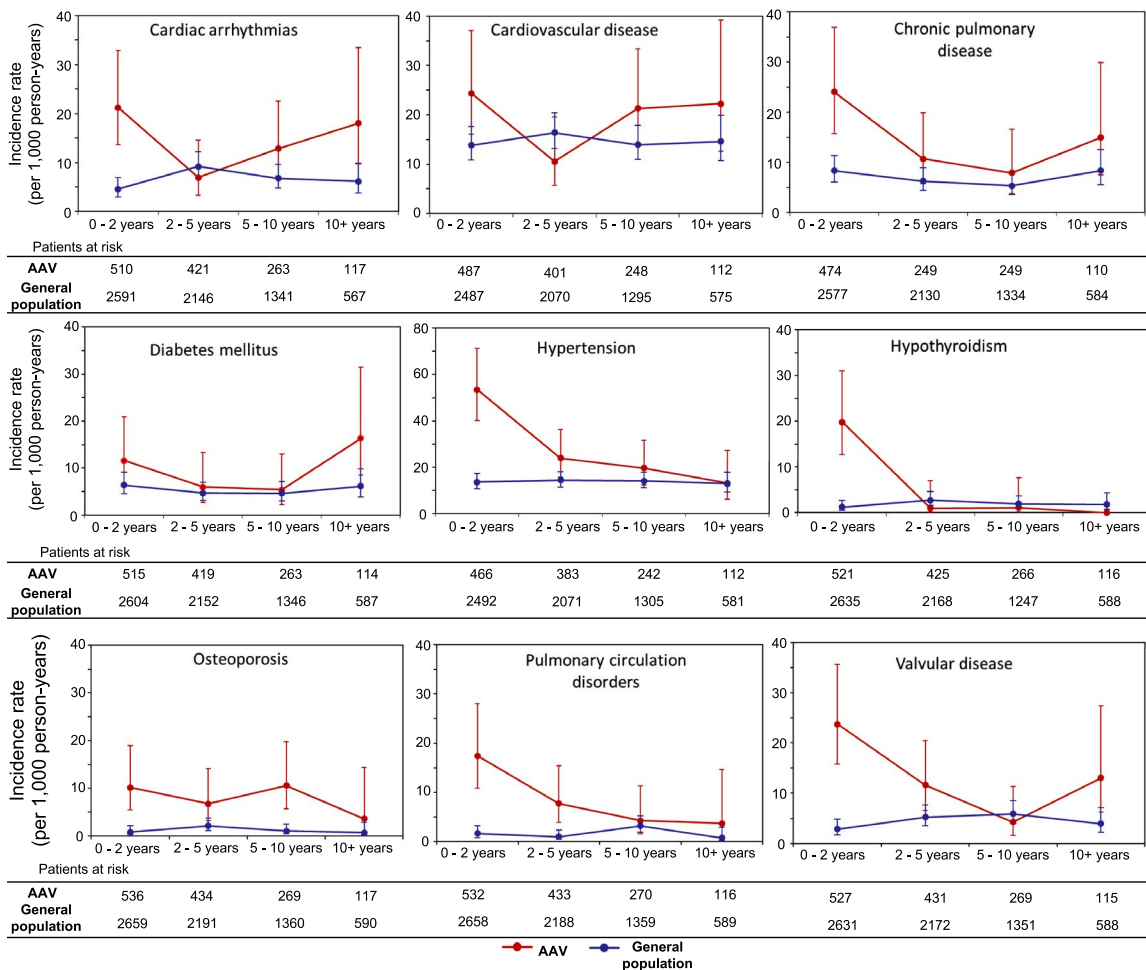 Cardiac arrhythmias
Incidence rate
(per 1,000 person-years)
40
30
20
10
0
0 - 2 years 2 - 5 years 5 - 10 years 10+ years
Cardiovascular disease
40
30
20
10
0
0 - 2 years 2 - 5 years 5 - 10 years 10+ years
Chronic pulmonary
disease
40
30
20
10
0
0 - 2 years 2 - 5 years 5 - 10 years 10+ years
Patients at risk
AAV 510 421 263 117 487 401 248 112 474 249 249 110
General
population 2591 2146 1341 567 2487 2070 1295 575 2577 2130 1334 584
Diabetes mellitus
Incidence rate
(per 1,000 person-years)
40
30
20
10
0
0 - 2 years 2 - 5 years 5 - 10 years 10+ years
Hypertension
80
60
40
20
0
0 - 2 years 2 - 5 years 5 - 10 years 10+ years
Hypothyroidism
40
30
20
10
0
0 - 2 years 2 - 5 years 5 - 10 years 10+ years
Patients at risk
AAV 515 419 263 114 466 383 242 112 521 425 266 116
General
population 2604 2152 1346 587 2492 2071 1305 581 2635 2168 1247 588
Osteoporosis
Incidence rate
(per 1,000 person-years)
40
30
20
10
0
0 - 2 years 2 - 5 years 5 - 10 years 10+ years
Pulmonary circulation
disorders
40
30
20
10
0
0 - 2 years 2 - 5 years 5 - 10 years 10+ years
Valvular disease
40
30
20
10
0
0 - 2 years 2 - 5 years 5 - 10 years 10+ years
Patients at risk
AAV 536 434 269 117 532 433 270 116 527 431 269 115
General
population 2659 2191 1360 590 2658 2188 1359 589 2631 2172 1351 588
AAV General
population